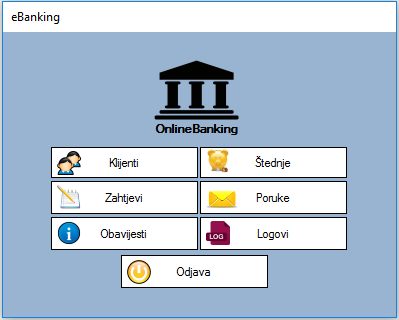 eBanking
OnlineBanking
Klijenti
Štednje
Zahtjevi
Poruke
Obavijesti
LOG
Logovi
Odjava